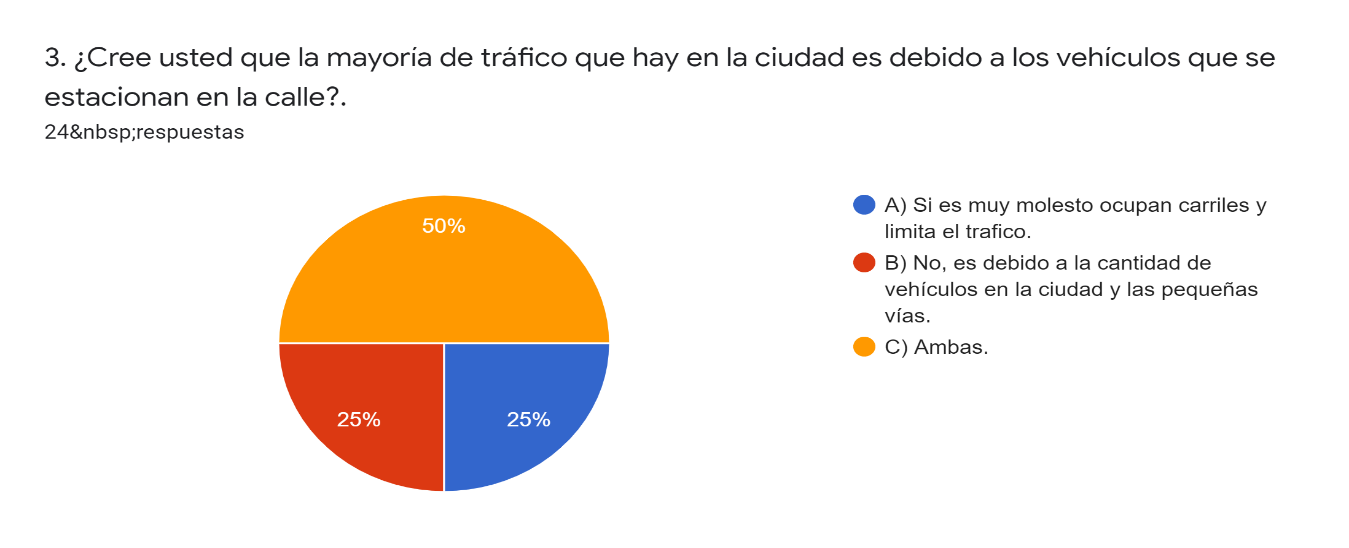 3. ¿Cree usted que la mayoría de tráfico que hay en la ciudad es debido a los vehículos que se
estacionan en la calle?.
24&nbsp;respuestas
50%
25%
25%
A) Si es muy molesto ocupan carriles y
limita el trafico.
B) No, es debido a la cantidad de
vehículos en la ciudad y las pequeñas
vías.
C) Ambas.